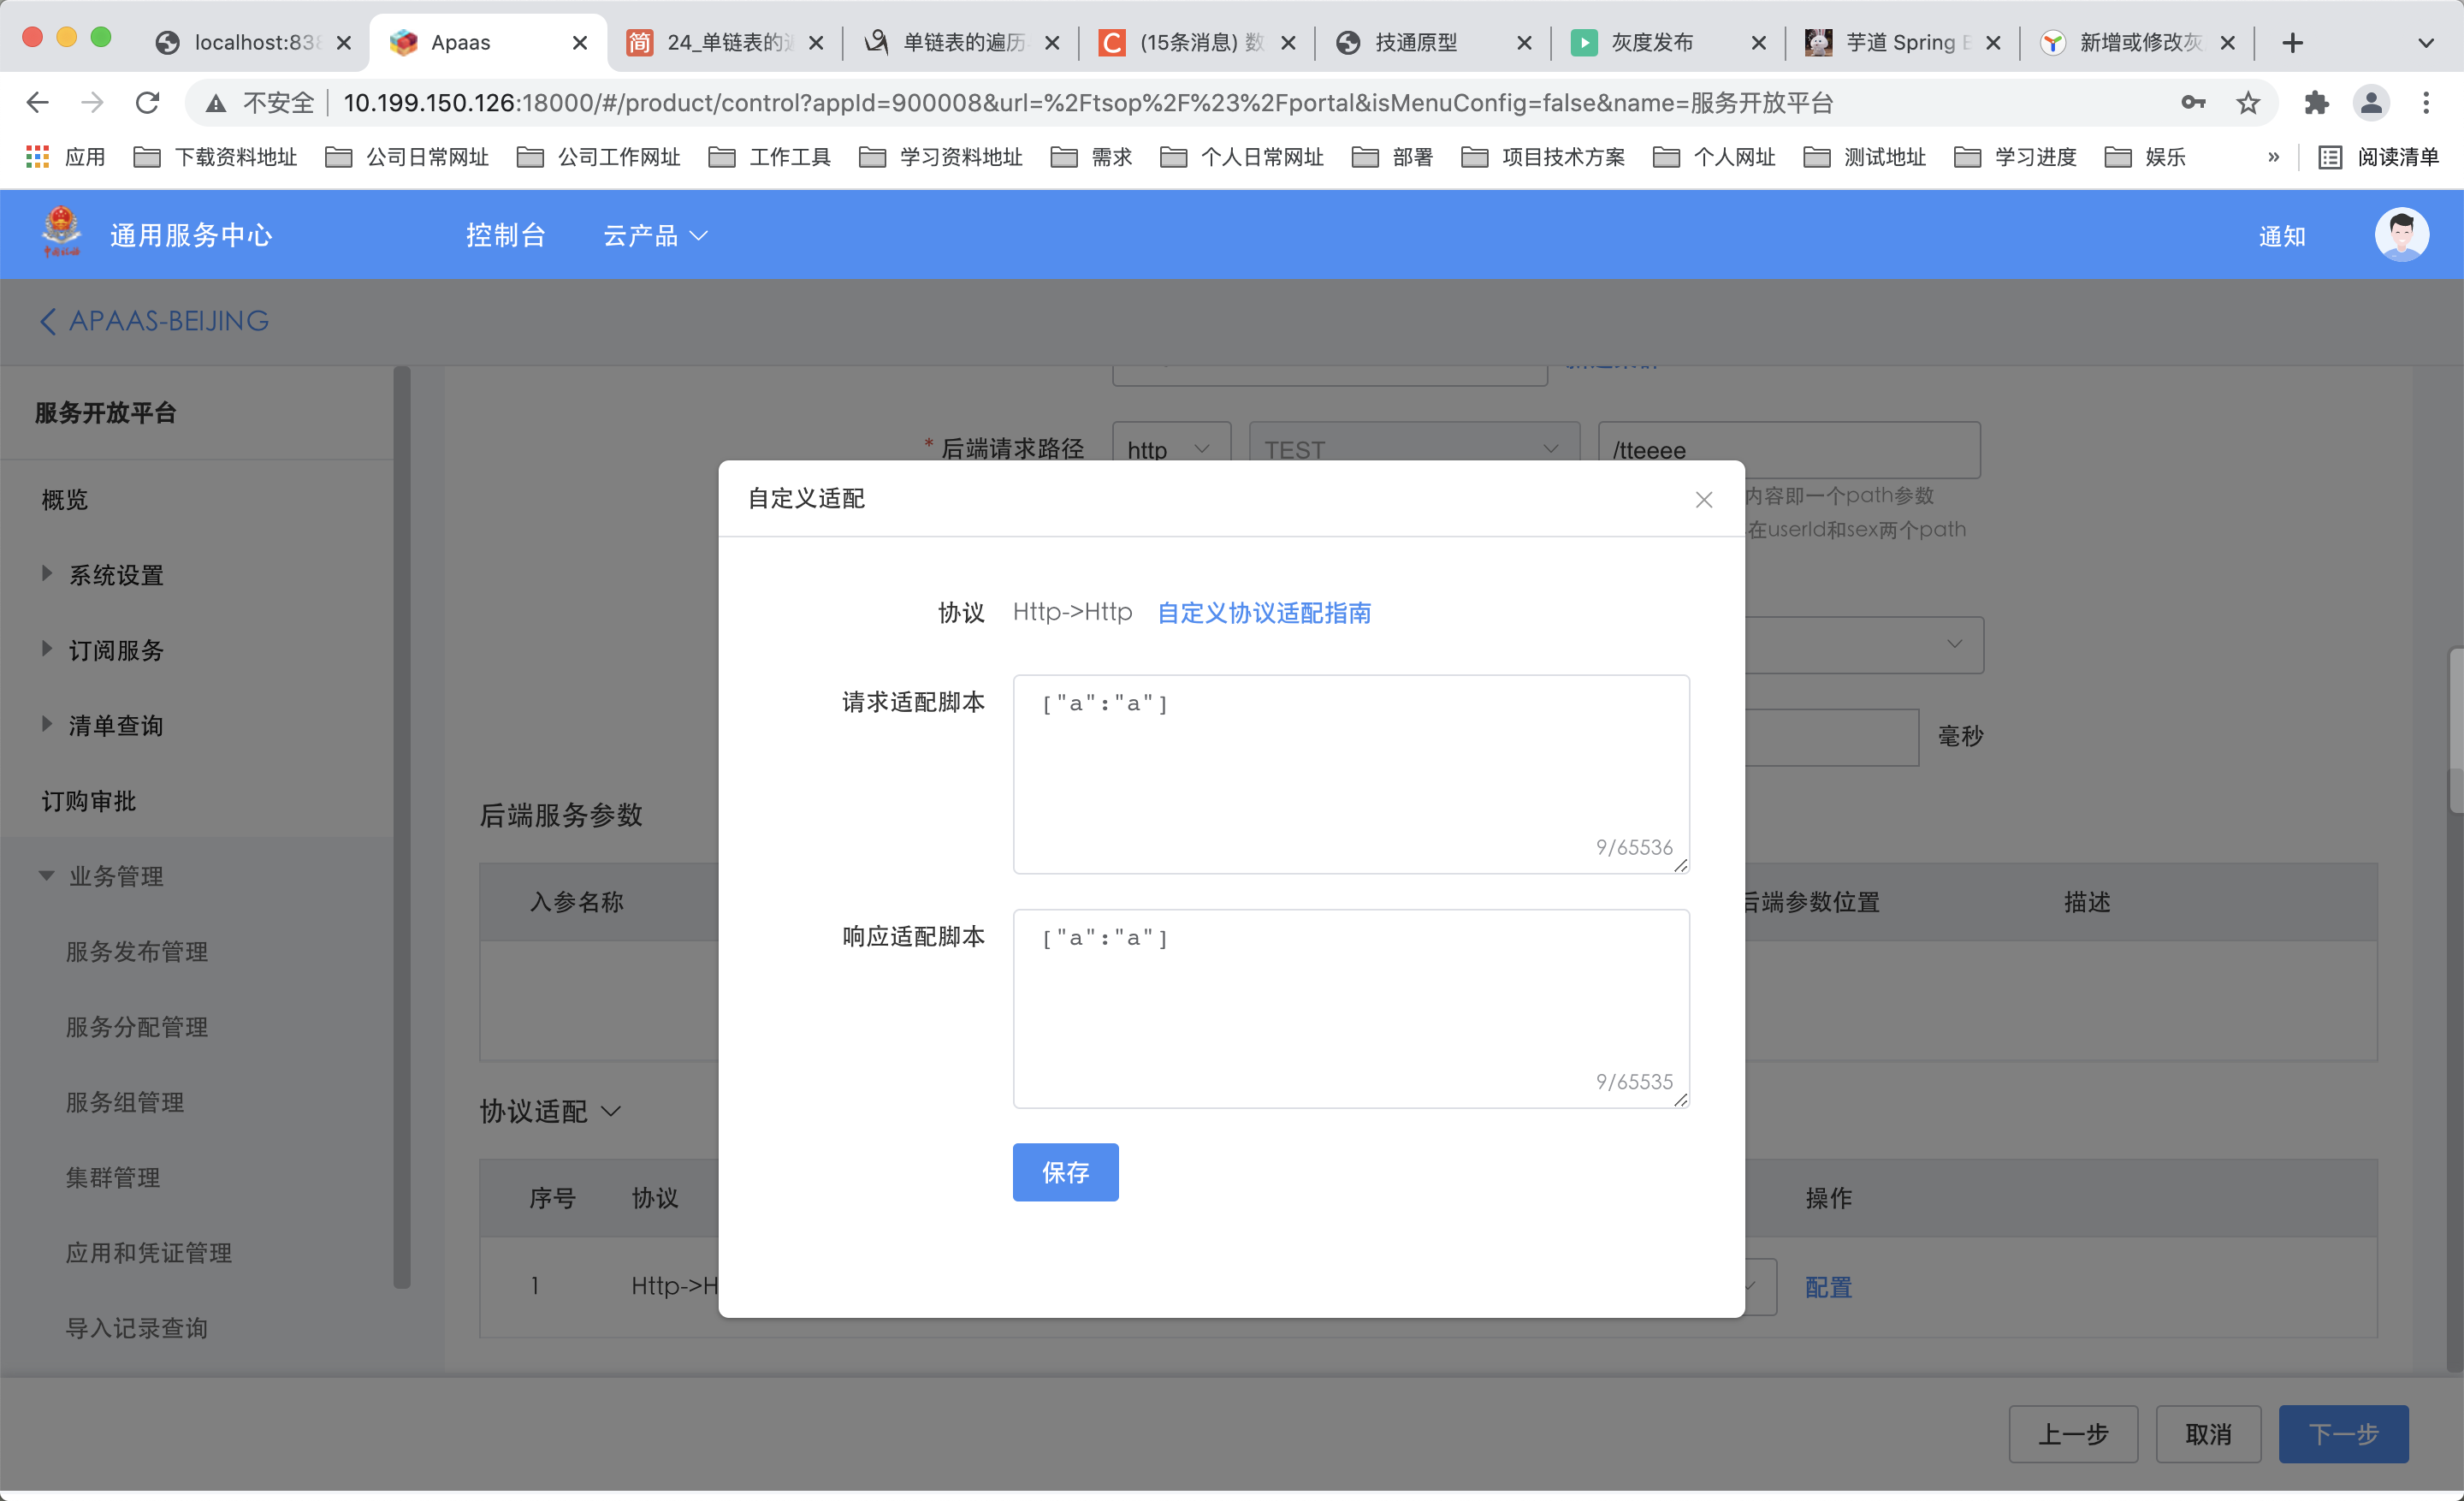 localhost:838
Apaas
24_单链表的遍
单链表的遍历
(15条消息) 数
技通原型
灰度发布
芋道 Spring B
新增或修改灰
不安全
10.199.150.126:18000/#/product/control?appId=900008&url=%2Ftsop%2F%23%2Fportal&isMenuConfig=false&name=服务开放平台
应用
下载资料地址
公司日常网址
公司工作网址
工作工具
学习资料地址
需求
个人日常网址
部署
项目技术方案
个人网址
测试地址
学习进度
娱乐
»
阅读清单
通用服务中心
控制台
云产品
通知
APAAS-BEIJING
服务开放平台
概览
系统设置
订阅服务
清单查询
订购审批
业务管理
服务发布管理
服务分配管理
服务组管理
集群管理
应用和凭证管理
导入记录查询
* 后端请求路径
http
TEST
/tteeee
内容即一个path参数
在userId和sex两个path
毫秒
后端服务参数
入参名称
后端参数位置
描述
协议适配
序号
协议
操作
1
Http->H
配置
自定义适配
协议
Http->Http
自定义协议适配指南
请求适配脚本
["a":"a"]
9/65536
响应适配脚本
["a":"a"]
9/65535
保存
上一步
取消
下一步